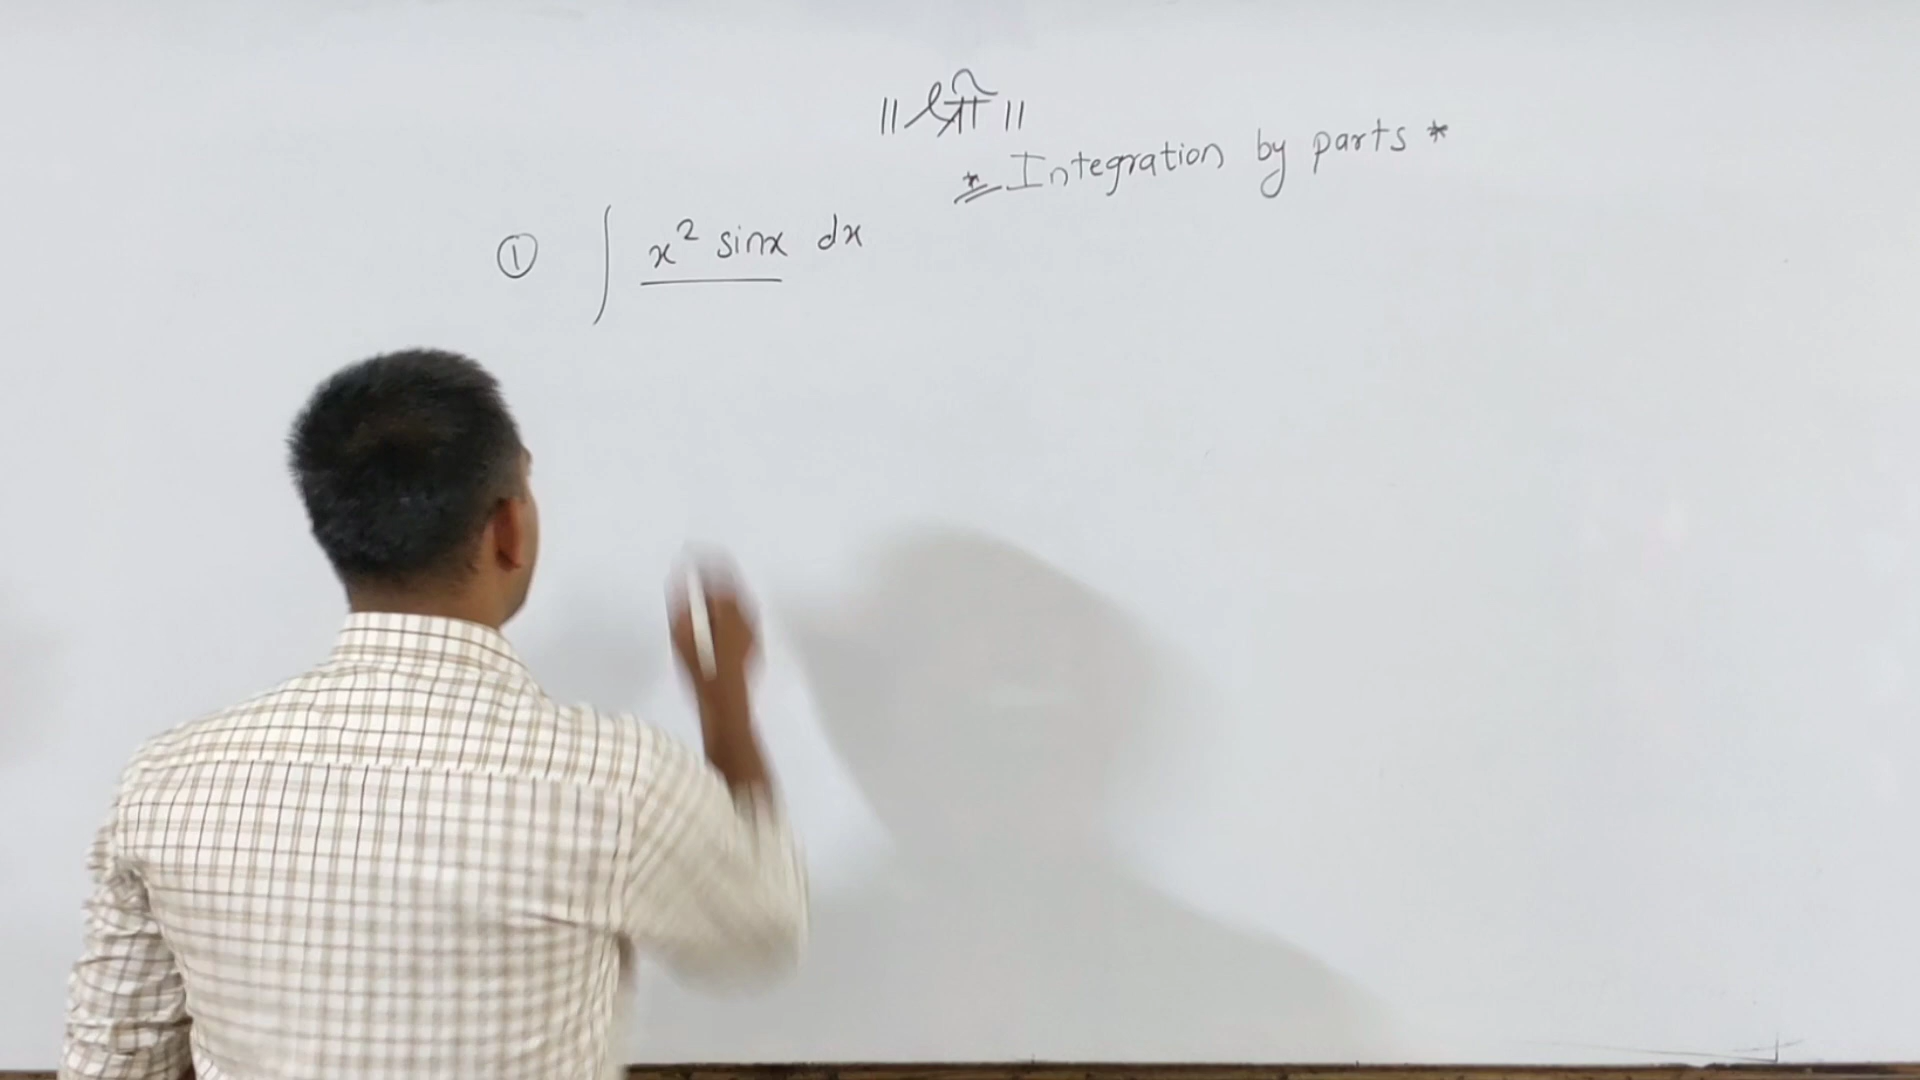 ॥ श्री ॥
* Integration by parts *
① ∫ x² sinx dx